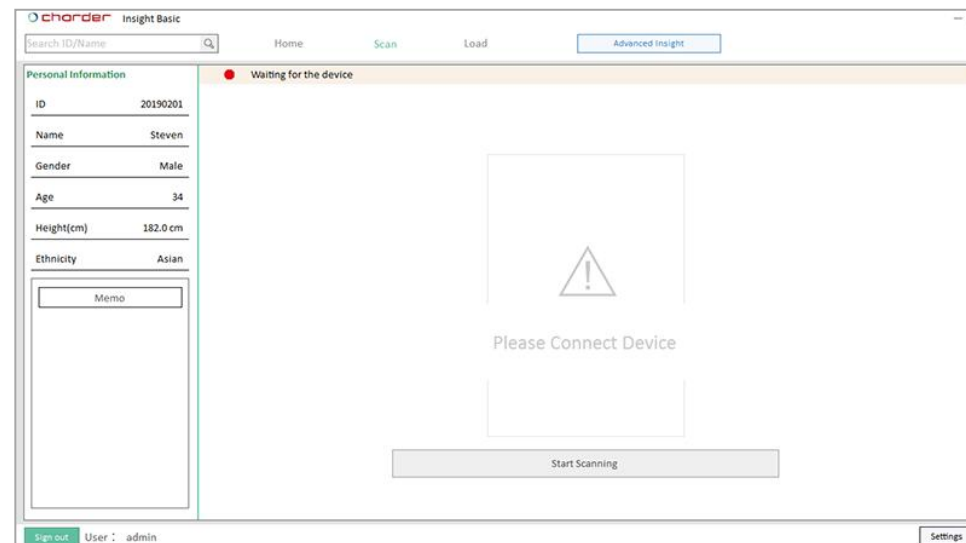 charder Insight Basic
Search ID/Name
Home Scan Load Advanced Insight
Personal Information
Waiting for the device
ID 20190201
Name Steven
Gender Male
Age 34
Height(cm) 182.0 cm
Ethnicity Asian
Memo
Please Connect Device
Start Scanning
Sign out User : admin
Settings